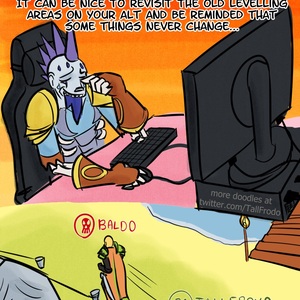 IT CAN BE NICE TO REVISIT THE OLD LEVELLING
AREAS ON YOUR ALT AND BE REMINDED THAT
SOME THINGS NEVER CHANGE...
more doodles at
twitter.com/TallFrodo
BALDO